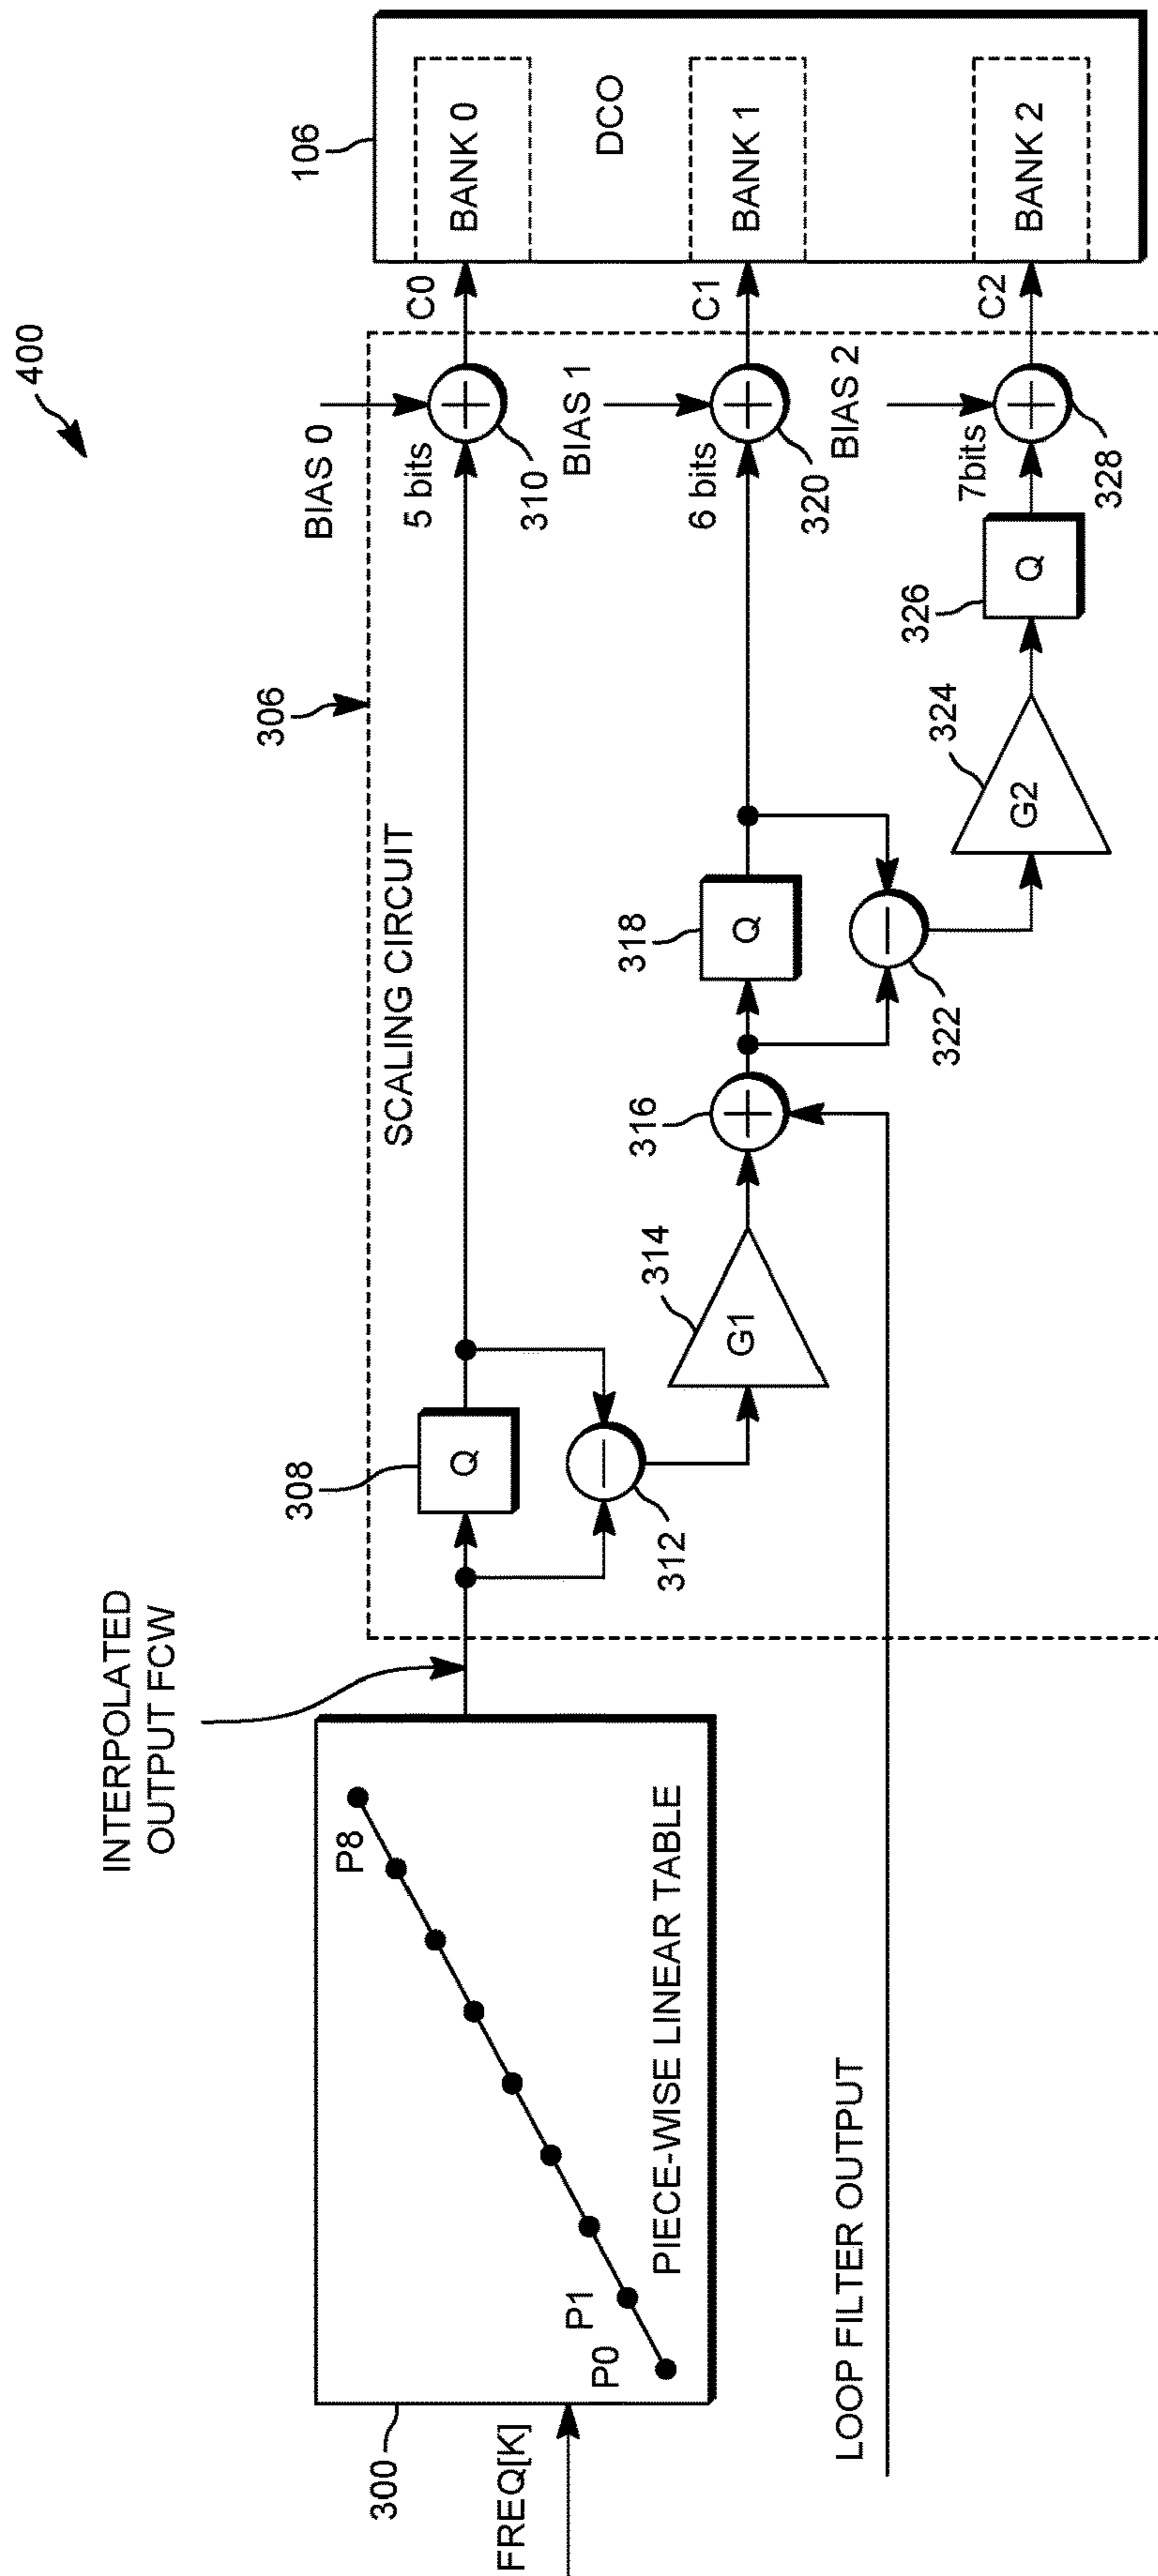 400
INTERPOLATED
OUTPUT FCW
306
106
SCALING CIRCUIT
BIAS 0
5 bits
310
C0
BANK 0
DCO
308
Q
312
300
FREQ[K]
P0
P1
P8
PIECE-WISE LINEAR TABLE
314
G1
316
318
Q
322
BIAS 1
6 bits
320
C1
BANK 1
324
G2
326
Q
BIAS 2
7bits
328
C2
BANK 2
LOOP FILTER OUTPUT